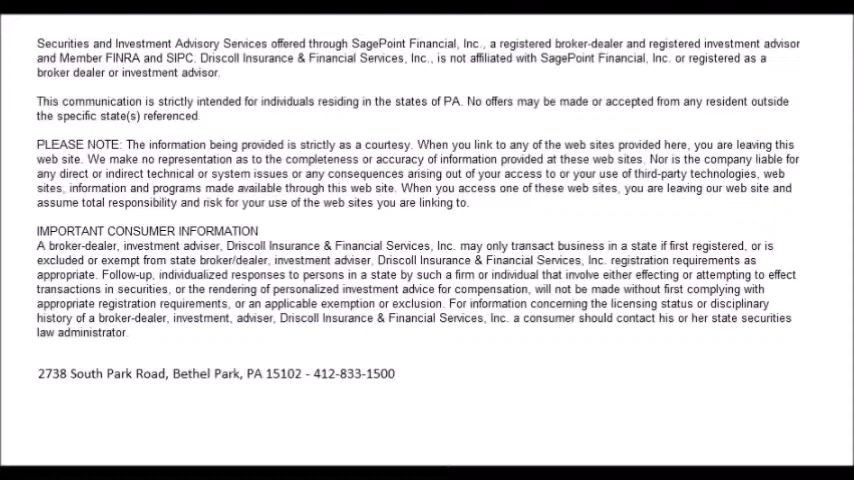 Securities and Investment Advisory Services offered through SagePoint Financial, Inc., a registered broker-dealer and registered investment advisor
and Member FINRA and SIPC. Driscoll Insurance & Financial Services, Inc., is not affiliated with SagePoint Financial, Inc. or registered as a
broker dealer or investment advisor.
This communication is strictly intended for individuals residing in the states of PA. No offers may be made or accepted from any resident outside
the specific state(s) referenced.
PLEASE NOTE: The information being provided is strictly as a courtesy. When you link to any of the web sites provided here, you are leaving this
web site. We make no representation as to the completeness or accuracy of information provided at these web sites. Nor is the company liable for
any direct or indirect technical or system issues or any consequences arising out of your access to or your use of third-party technologies, web
sites, information and programs made available through this web site. When you access one of these web sites, you are leaving our web site and
assume total responsibility and risk for your use of the web sites you are linking to.
IMPORTANT CONSUMER INFORMATION
A broker-dealer, investment adviser, Driscoll Insurance & Financial Services, Inc. may only transact business in a state if first registered, or is
excluded or exempt from state broker/dealer, investment adviser, Driscoll Insurance & Financial Services, Inc. registration requirements as
appropriate. Follow-up, individualized responses to persons in a state by such a firm or individual that involve either effecting or attempting to effect
transactions in securities, or the rendering of personalized investment advice for compensation, will not be made without first complying with
appropriate registration requirements, or an applicable exemption or exclusion. For information concerning the licensing status or disciplinary
history of a broker-dealer, investment, adviser, Driscoll Insurance & Financial Services, Inc. a consumer should contact his or her state securities
law administrator.
2738 South Park Road, Bethel Park, PA 15102 - 412-833-1500